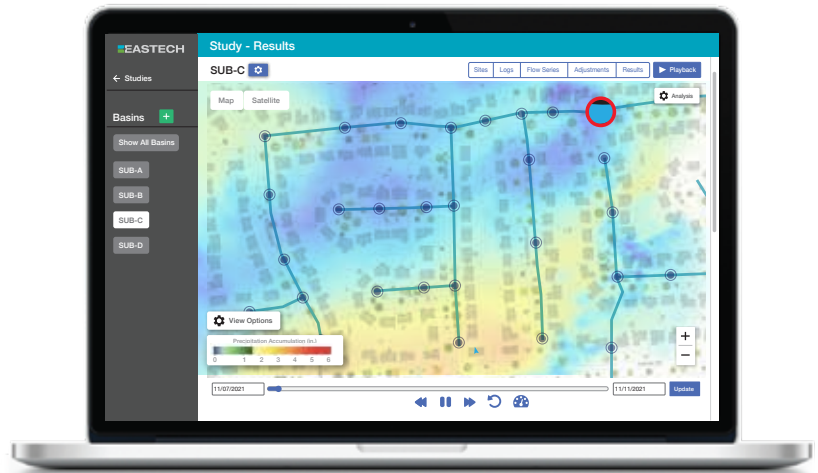 EASTECH
Study - Results
← Studies
SUB-C
Sites Logs Flow Series Adjustments Results Playback
Map Satellite
Analysis
Basins +
Show All Basins
SUB-A
SUB-B
SUB-C
SUB-D
View Options
Precipitation Accumulation (in.)
0 1 2 3 4 5 6
+
−
11/07/2021 11/11/2021 Update